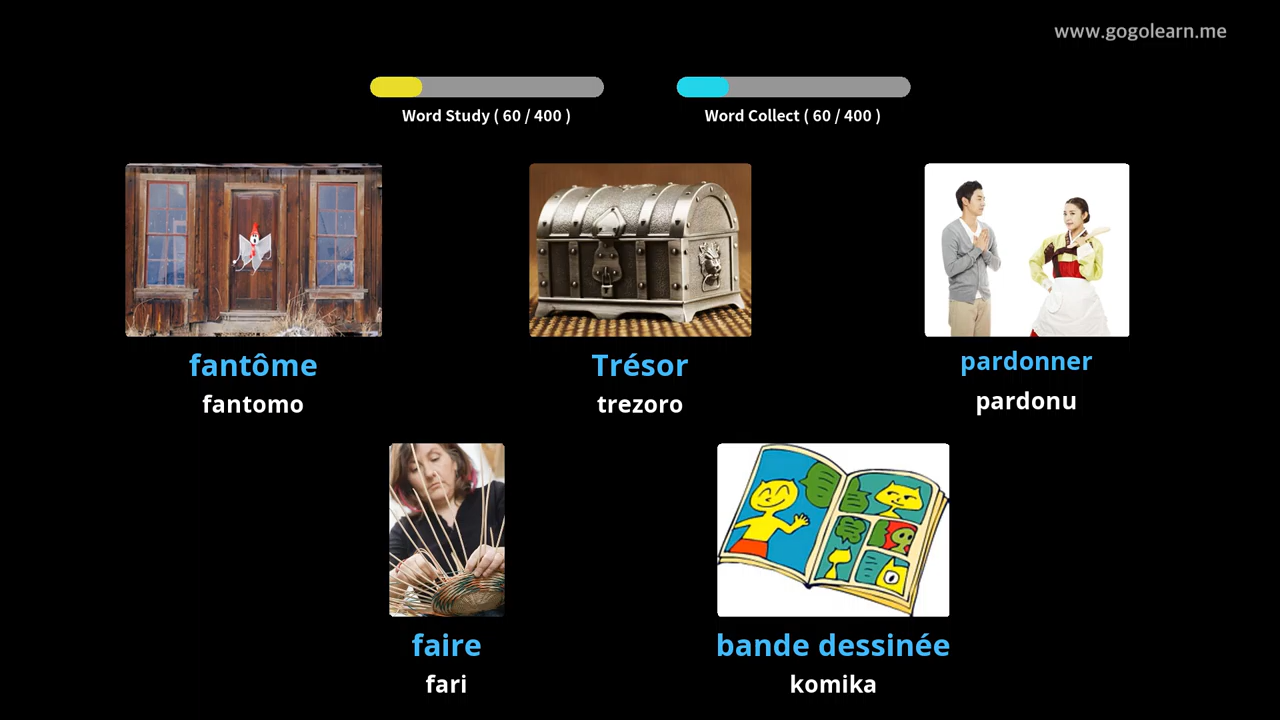 www.gogolearn.me
Word Study ( 60 / 400 )
Word Collect ( 60 / 400 )
fantôme
fantomo
Trésor
trezoro
pardonner
pardonu
faire
fari
bande dessinée
komika